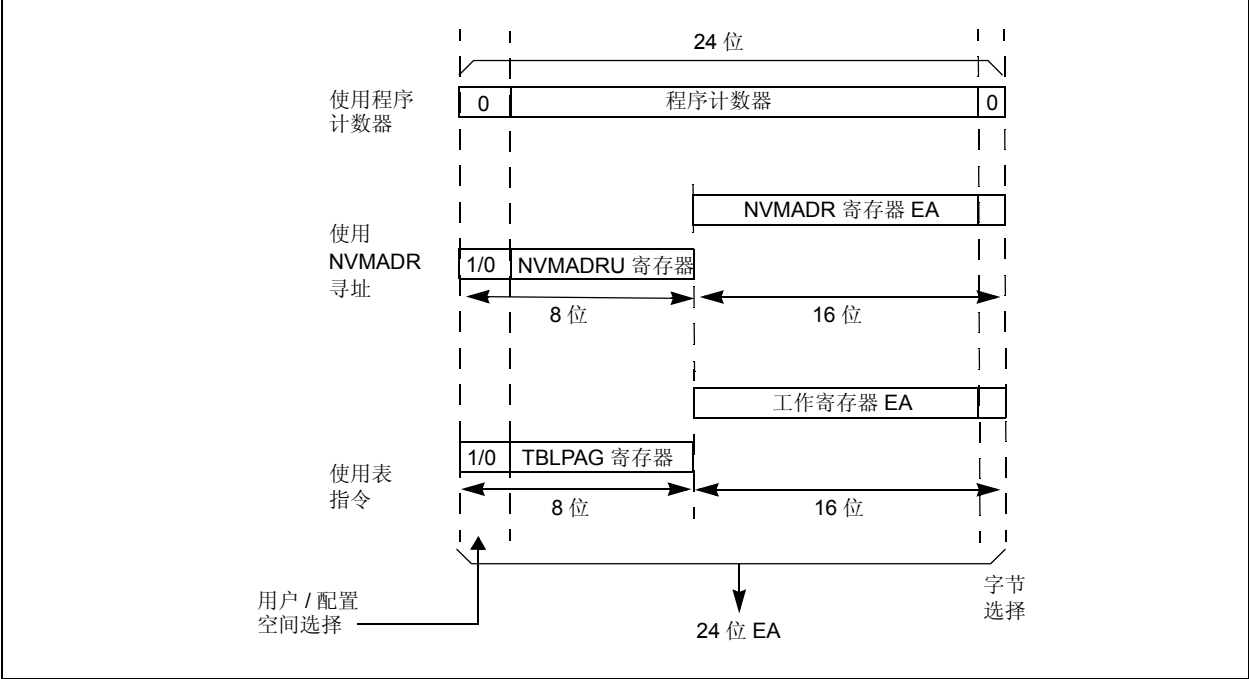 24 位
使用程序
计数器
0
程序计数器
0
NVMADR 寄存器 EA
使用
NVMADR
寻址
1/0
NVMADRU 寄存器
8 位
16 位
工作寄存器 EA
使用表
指令
1/0
TBLPAG 寄存器
8 位
16 位
用户 / 配置
空间选择
24 位 EA
字节
选择